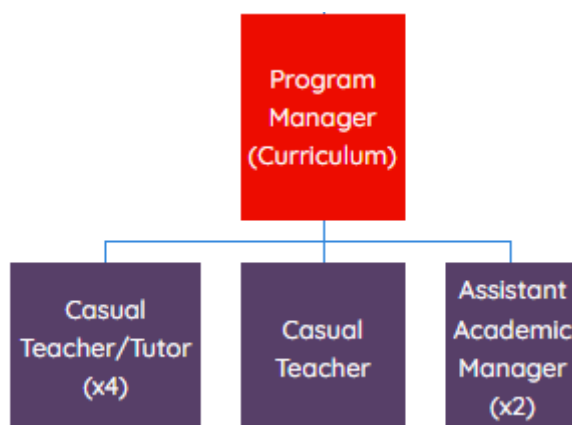 Program
Manager
(Curriculum)
Casual
Teacher/Tutor
(x4)
Casual
Teacher
Assistant
Academic
Manager
(x2)